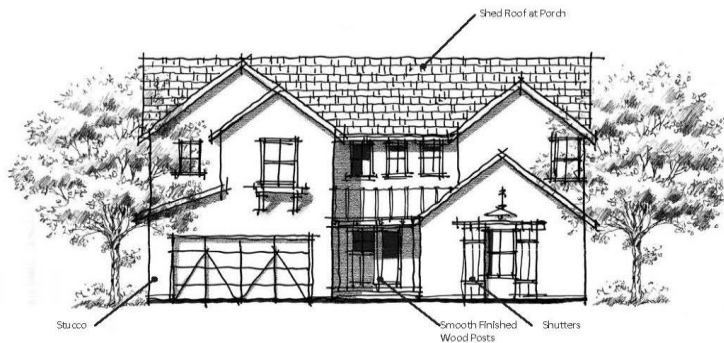 Shed Roof at Porch
Stucco
Smooth Finished
Wood Posts
Shutters